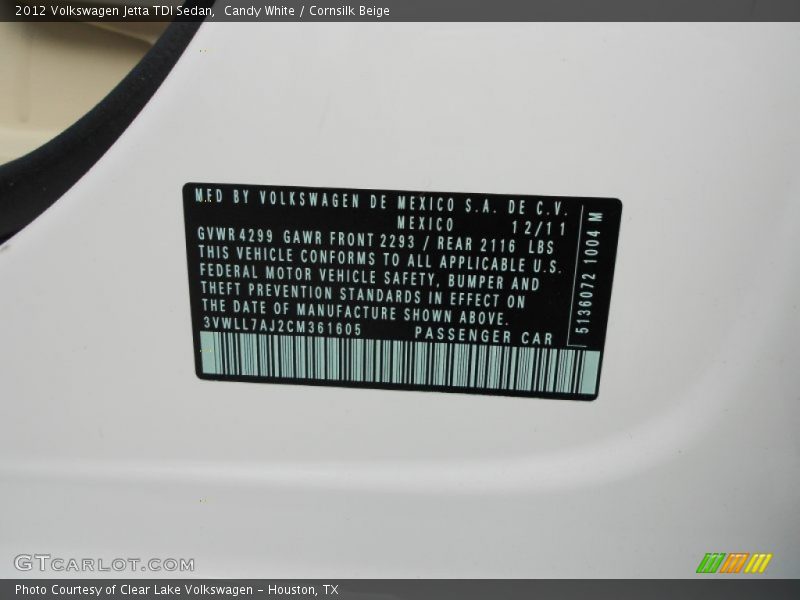 2012 Volkswagen Jetta TDI Sedan, Candy White / Cornsilk Beige
MFD BY VOLKSWAGEN DE MEXICO S.A. DE C.V.
MEXICO 12/11
GVWR 4299 GAWR FRONT 2293 / REAR 2116 LBS
THIS VEHICLE CONFORMS TO ALL APPLICABLE U.S.
FEDERAL MOTOR VEHICLE SAFETY, BUMPER AND
THEFT PREVENTION STANDARDS IN EFFECT ON
THE DATE OF MANUFACTURE SHOWN ABOVE.
3VWLL7AJ2CM361605 PASSENGER CAR
5136072 1004 M
GTCARLOT.COM
Photo Courtesy of Clear Lake Volkswagen - Houston, TX